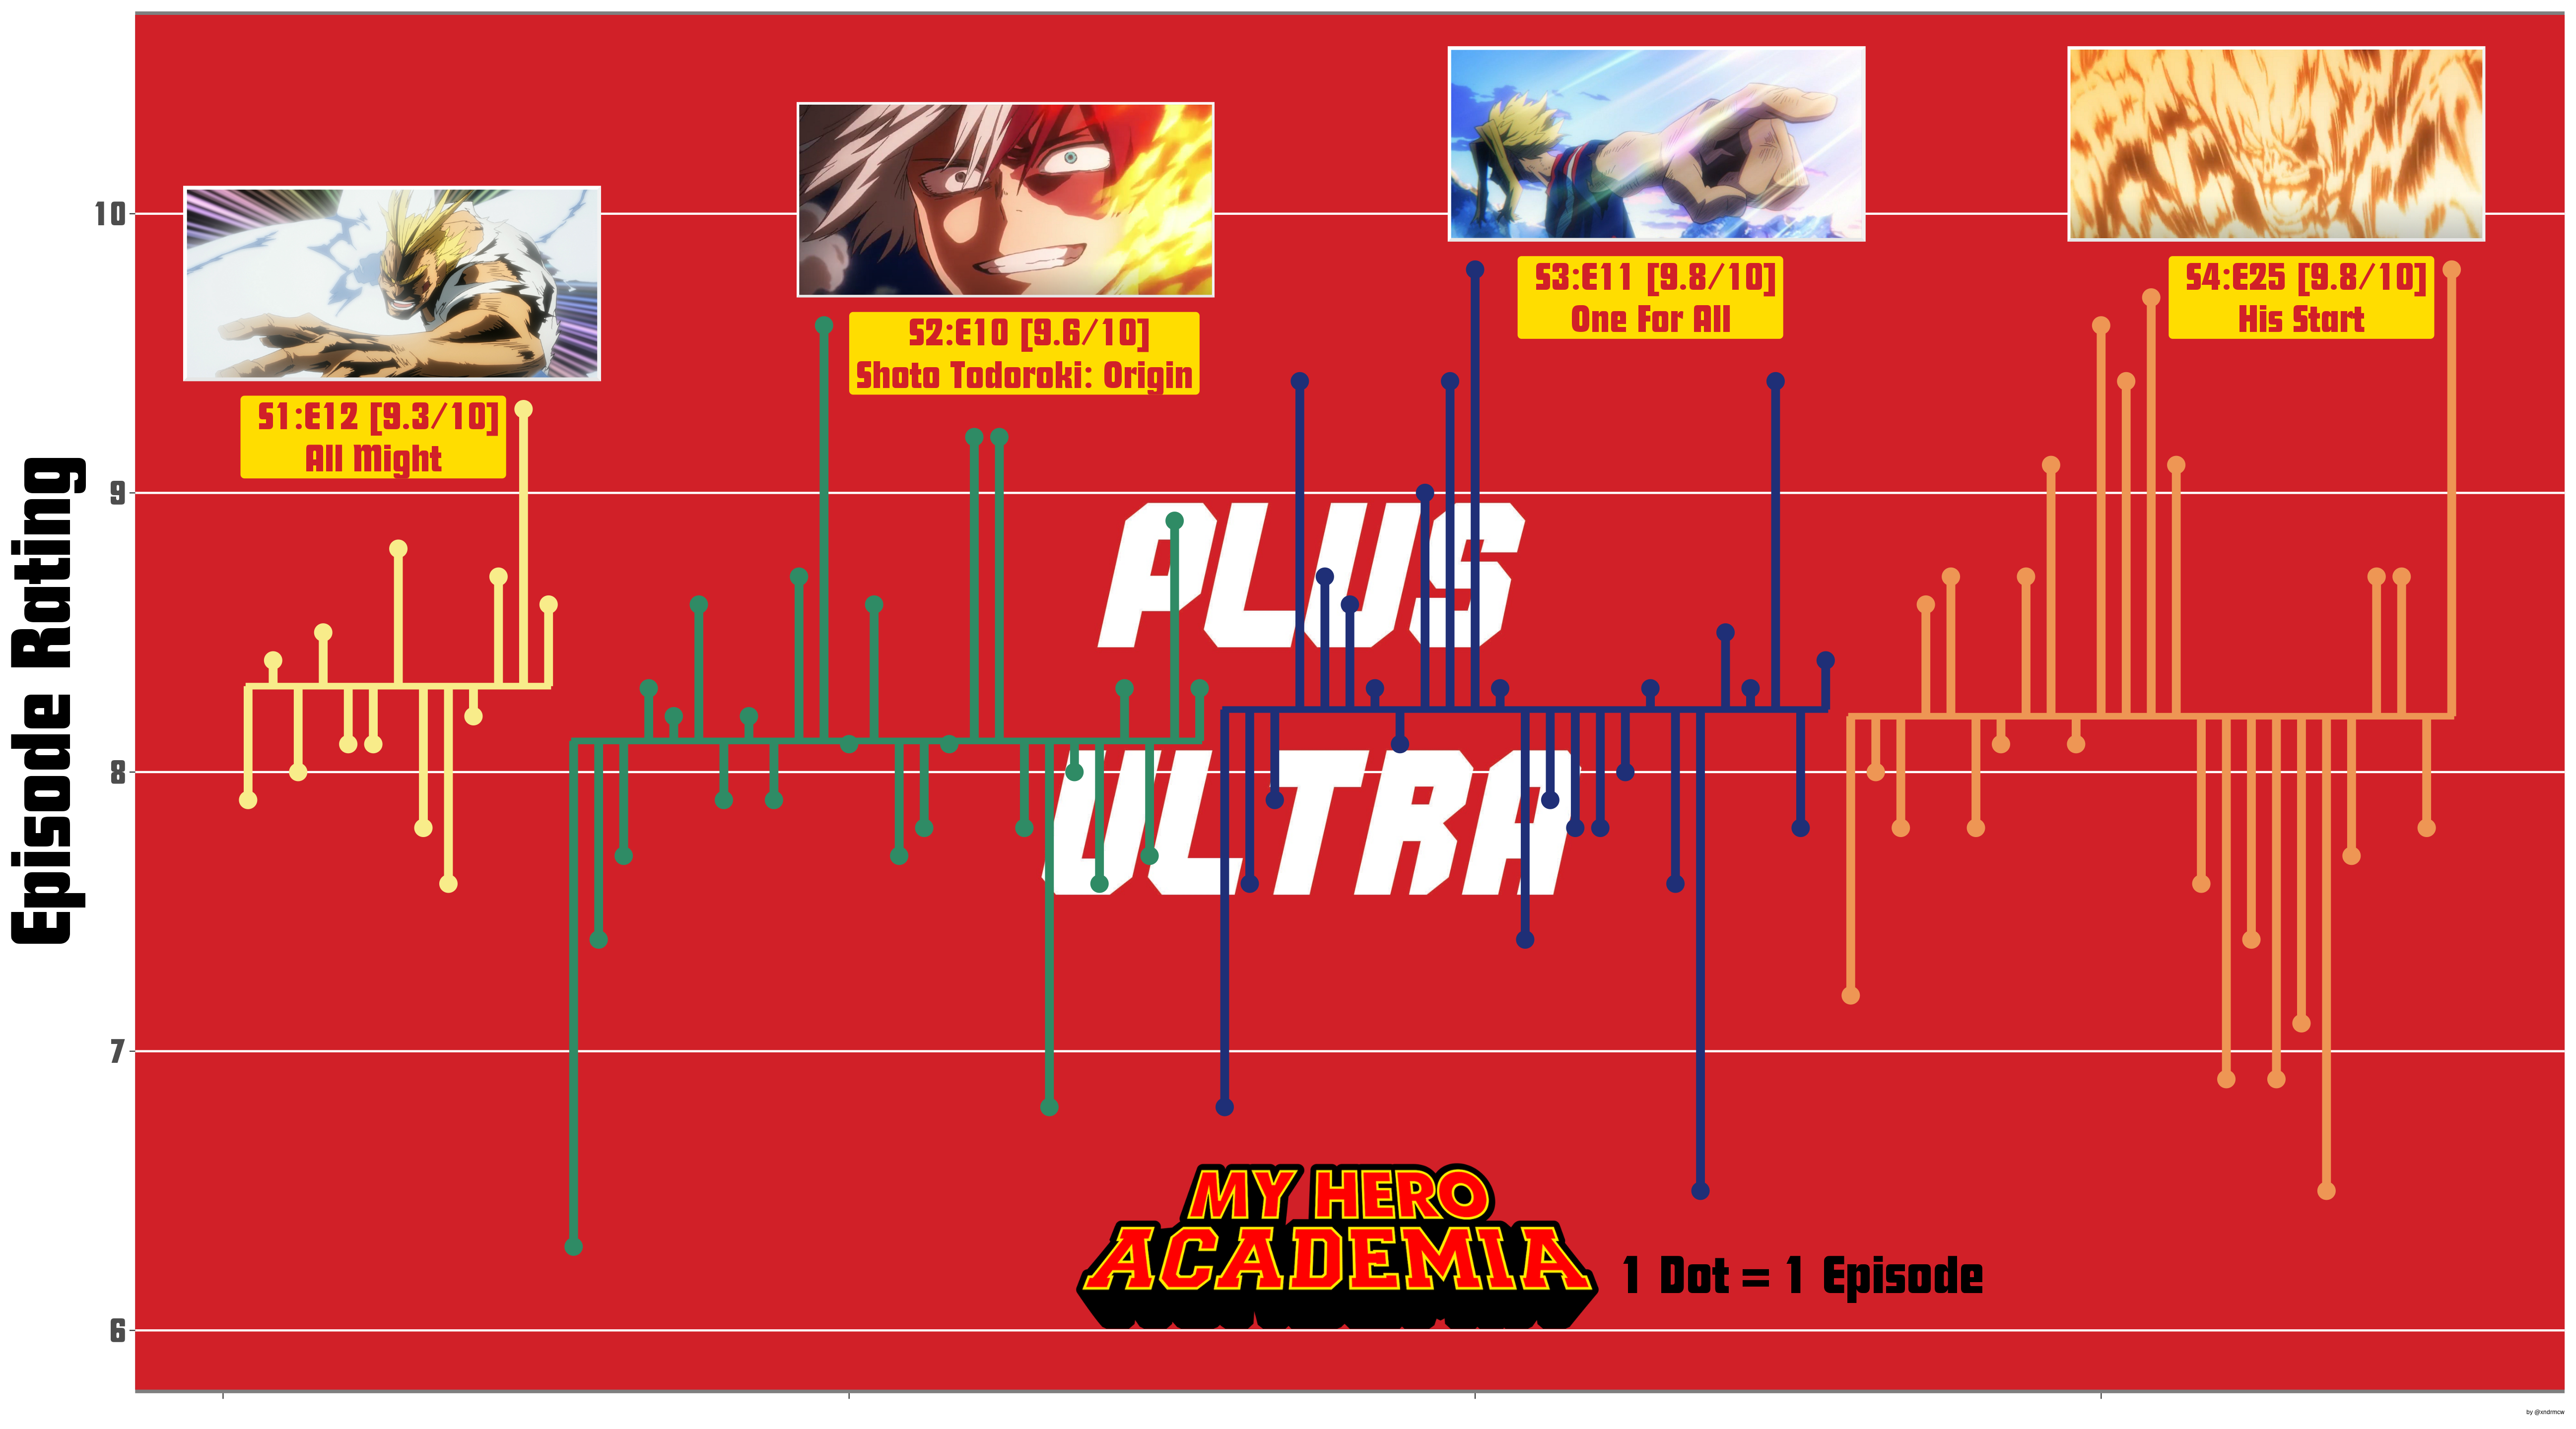 Episode Rating
10
9
8
7
6
S1:E12 [9.3/10]
All Might
S2:E10 [9.6/10]
Shoto Todoroki: Origin
S3:E11 [9.8/10]
One For All
S4:E25 [9.8/10]
His Start
PLUS
ULTRA
MY HERO
ACADEMIA
1 Dot = 1 Episode
by @xndrmcw